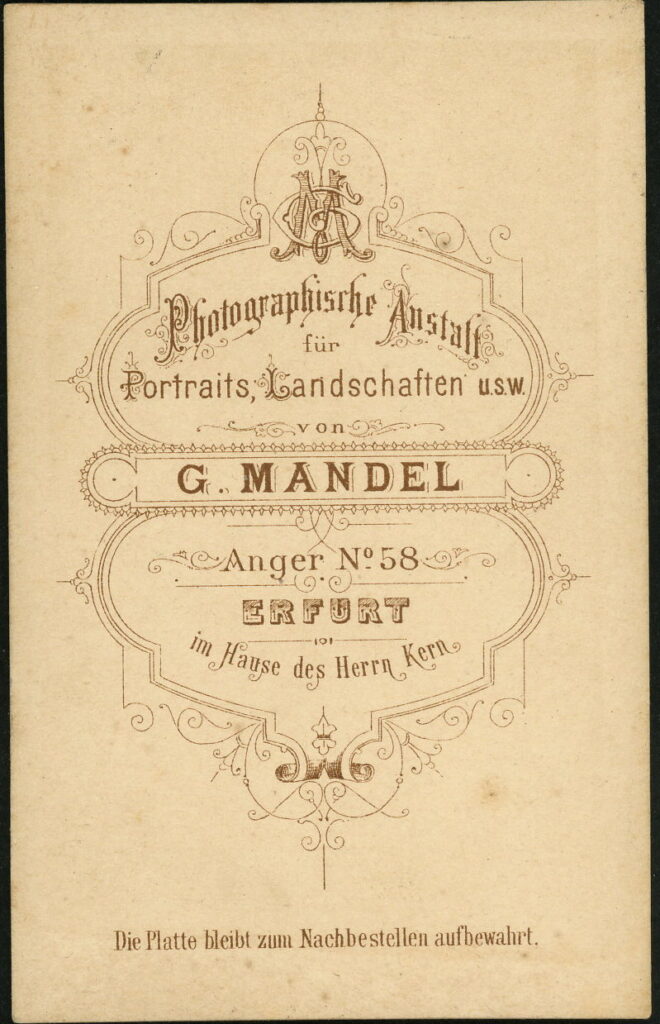 GM
Photographische Anstalt
für
Portraits, Landschaften u.s.w.
von
G. MANDEL
Anger Nº 58
ERFURT
im Hause des Herrn Kern
Die Platte bleibt zum Nachbestellen aufbewahrt.